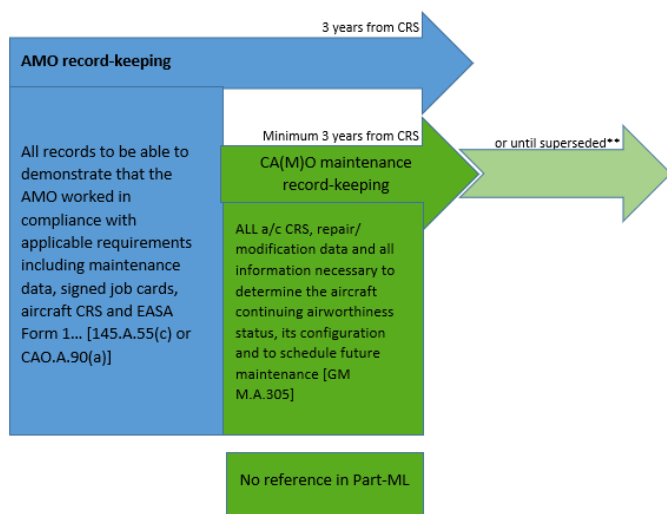 3 years from CRS
AMO record-keeping
Minimum 3 years from CRS
or until superseded**
CA(M)O maintenance
record-keeping
All records to be able to
demonstrate that the
AMO worked in
compliance with
applicable requirements
including maintenance
data, signed job cards,
aircraft CRS and EASA
Form 1... [145.A.55(c) or
CAO.A.90(a)]
ALL a/c CRS, repair/
modification data and all
information necessary to
determine the aircraft
continuing airworthiness
status, its configuration
and to schedule future
maintenance [GM
M.A.305]
No reference in Part-ML